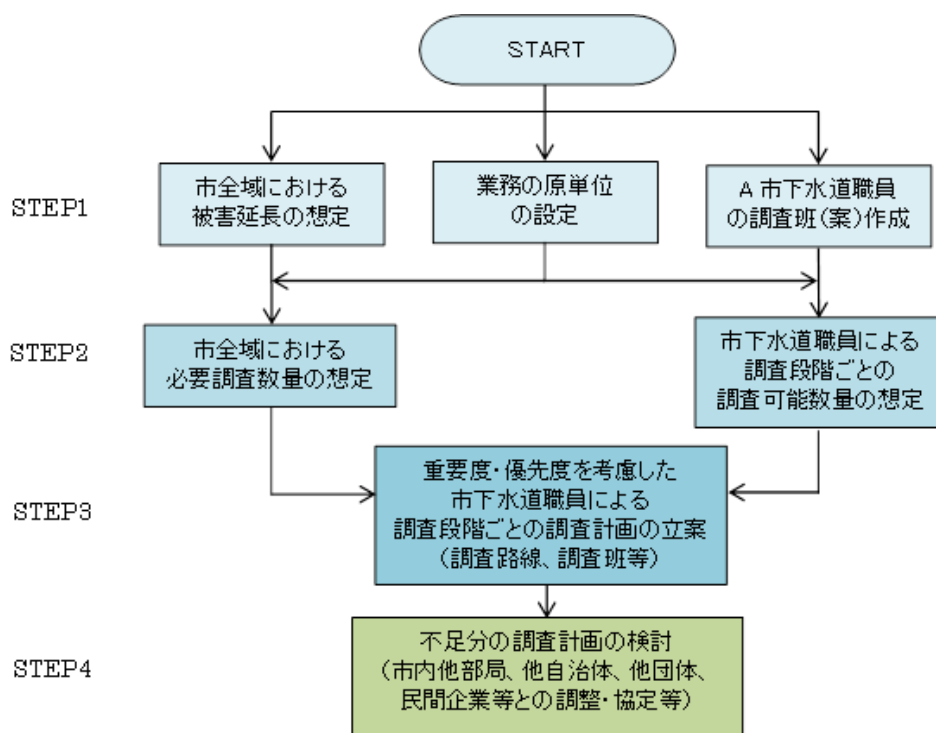 START
STEP1
市全域における
被害延長の想定
業務の原単位
の設定
A市下水道職員
の調査班(案)作成
STEP2
市全域における
必要調査数量の想定
市下水道職員による
調査段階ごとの
調査可能数量の想定
STEP3
重要度・優先度を考慮した
市下水道職員による
調査段階ごとの調査計画の立案
(調査路線、調査班等)
STEP4
不足分の調査計画の検討
(市内他部局、他自治体、他団体、
民間企業等との調整・協定等)